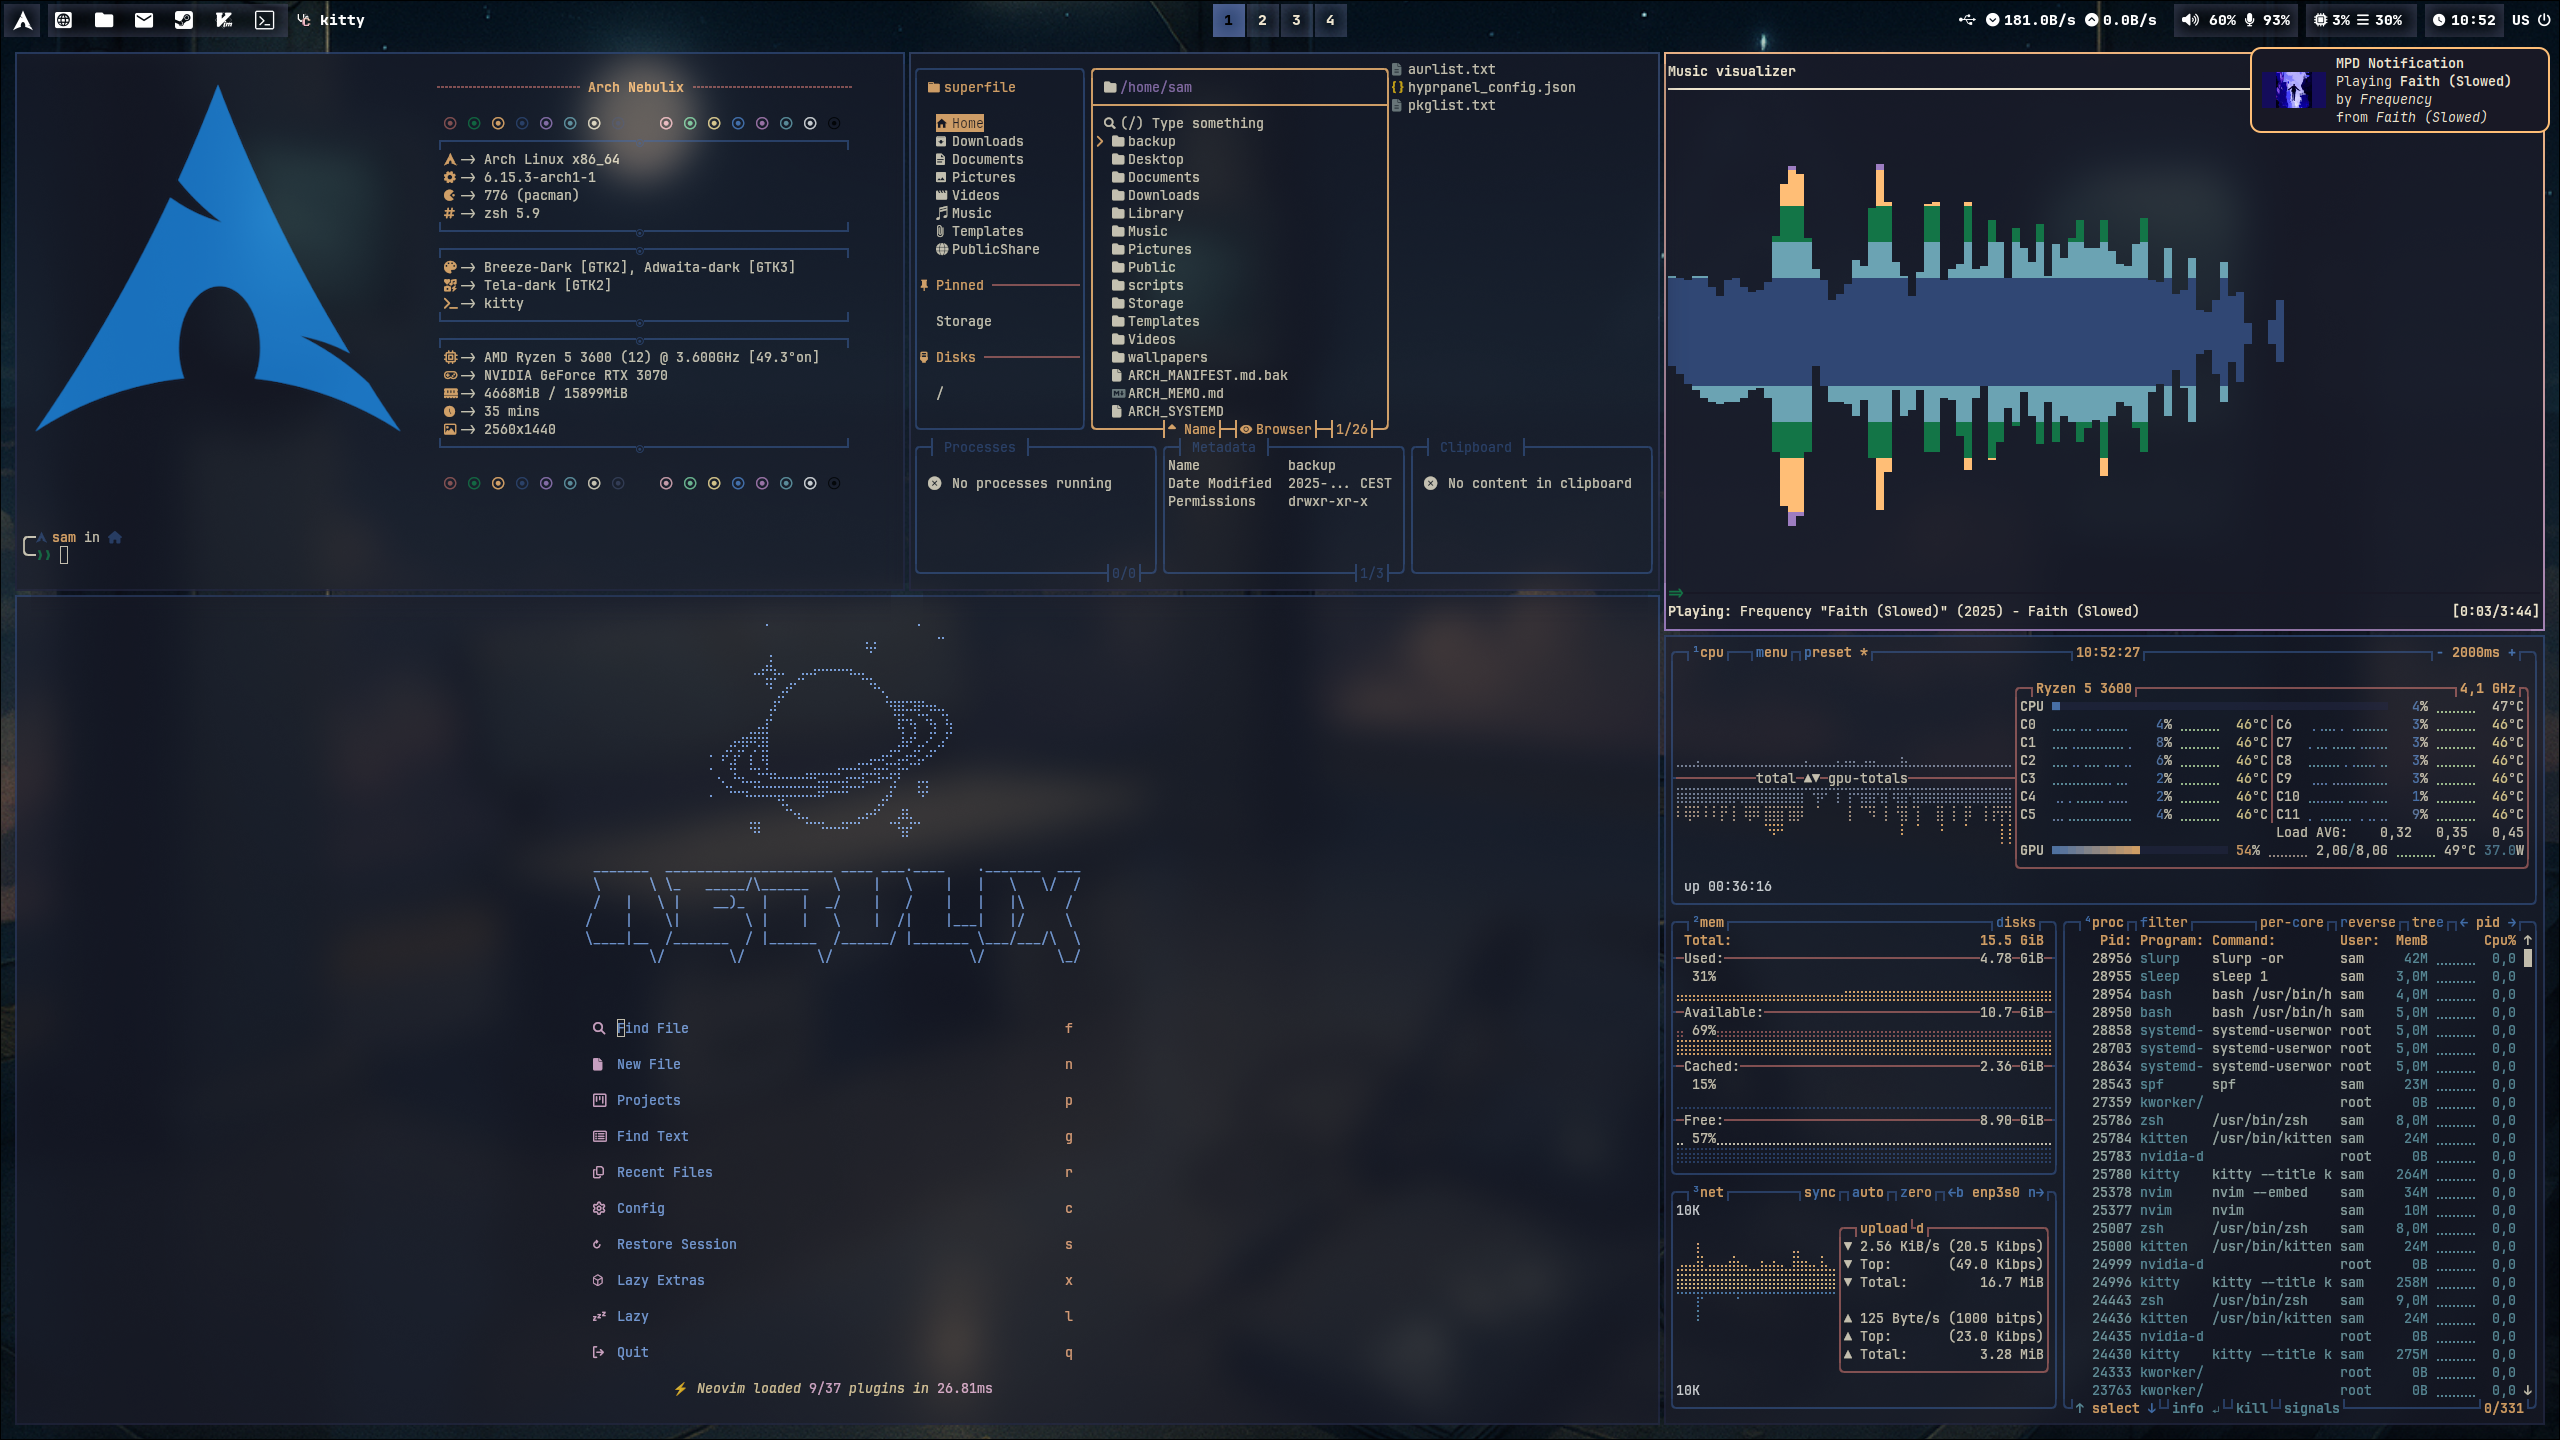 kitty
1 2 3 4
181.0B/s 0.0B/s 60% 93% 3% 30% 10:52 US
Arch Nebulix
Arch Linux x86_64
6.15.3-arch1-1
776 (pacman)
zsh 5.9
Breeze-Dark [GTK2], Adwaita-dark [GTK3]
Tela-dark [GTK2]
kitty
AMD Ryzen 5 3600 (12) @ 3.600GHz [49.3°on]
NVIDIA GeForce RTX 3070
4668MiB / 15899MiB
35 mins
2560x1440
sam in
superfile
Home
Downloads
Documents
Pictures
Videos
Music
Templates
PublicShare
Pinned
Storage
Disks
/
/home/sam
(/) Type something
backup
Desktop
Documents
Downloads
Library
Music
Pictures
Public
scripts
Storage
Templates
Videos
wallpapers
ARCH_MANIFEST.md.bak
ARCH_MEMO.md
ARCH_SYSTEMD
Name Browser 1/26
aurlist.txt
hyprpanel_config.json
pkglist.txt
Processes
No processes running
0/0
Metadata
Name backup
Date Modified 2025-... CEST
Permissions drwxr-xr-x
1/3
Clipboard
No content in clipboard
Music visualizer
MPD Notification
Playing Faith (Slowed)
by Frequency
from Faith (Slowed)
Playing: Frequency "Faith (Slowed)" (2025) - Faith (Slowed) [0:03/3:44]
Find File f
New File n
Projects p
Find Text g
Recent Files r
Config c
Restore Session s
Lazy Extras x
Lazy l
Quit q
Neovim loaded 9/37 plugins in 26.81ms
1cpu menu preset * 10:52:27 - 2000ms +
Ryzen 5 3600 4,1 GHz
CPU 4% 47°C
C0 4% 46°C C6 3% 46°C
C1 8% 46°C C7 3% 46°C
C2 6% 46°C C8 3% 46°C
C3 2% 46°C C9 3% 46°C
C4 2% 46°C C10 1% 46°C
C5 4% 46°C C11 9% 46°C
Load AVG: 0,32 0,35 0,45
GPU 54% 2,0G/8,0G 49°C 37.0W
total ▲▼ gpu-totals
up 00:36:16
2mem disks
Total: 15.5 GiB
Used: 4.78 GiB
31%
Available: 10.7 GiB
69%
Cached: 2.36 GiB
15%
Free: 8.90 GiB
57%
3net sync auto zero ←b enp3s0 n→
10K
upload d
▼ 2.56 KiB/s (20.5 Kibps)
▼ Top: (49.0 Kibps)
▼ Total: 16.7 MiB
▲ 125 Byte/s (1000 bitps)
▲ Top: (23.0 Kibps)
▲ Total: 3.28 MiB
10K
4proc filter per-core reverse tree ← pid →
Pid: Program: Command: User: MemB Cpu% ↑
28956 slurp slurp -or sam 42M 0,0
28955 sleep sleep 1 sam 3,0M 0,0
28954 bash bash /usr/bin/h sam 4,0M 0,0
28950 bash bash /usr/bin/h sam 5,0M 0,0
28858 systemd- systemd-userwor root 5,0M 0,0
28703 systemd- systemd-userwor root 5,0M 0,0
28634 systemd- systemd-userwor root 5,0M 0,0
28543 spf spf sam 23M 0,0
27359 kworker/ root 0B 0,0
25786 zsh /usr/bin/zsh sam 8,0M 0,0
25784 kitten /usr/bin/kitten sam 24M 0,0
25783 nvidia-d root 0B 0,0
25780 kitty kitty --title k sam 264M 0,0
25378 nvim nvim --embed sam 34M 0,0
25377 nvim nvim sam 10M 0,0
25007 zsh /usr/bin/zsh sam 8,0M 0,0
25000 kitten /usr/bin/kitten sam 24M 0,0
24999 nvidia-d root 0B 0,0
24996 kitty kitty --title k sam 258M 0,0
24443 zsh /usr/bin/zsh sam 9,0M 0,0
24436 kitten /usr/bin/kitten sam 24M 0,0
24435 nvidia-d root 0B 0,0
24430 kitty kitty --title k sam 275M 0,0
24333 kworker/ root 0B 0,0
23763 kworker/ root 0B 0,0 ↓
↑ select ↓ info ↲ kill signals 0/331